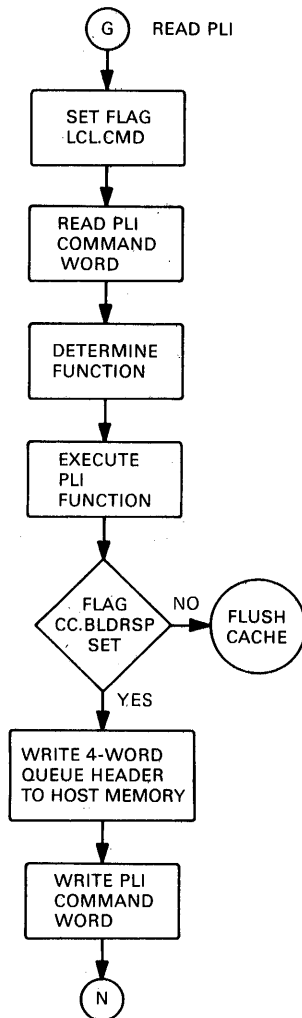 G READ PLI
SET FLAG
LCL.CMD
READ PLI
COMMAND
WORD
DETERMINE
FUNCTION
EXECUTE
PLI
FUNCTION
FLAG
CC.BLDRSP
SET
NO
FLUSH
CACHE
YES
WRITE 4-WORD
QUEUE HEADER
TO HOST MEMORY
WRITE PLI
COMMAND
WORD
N